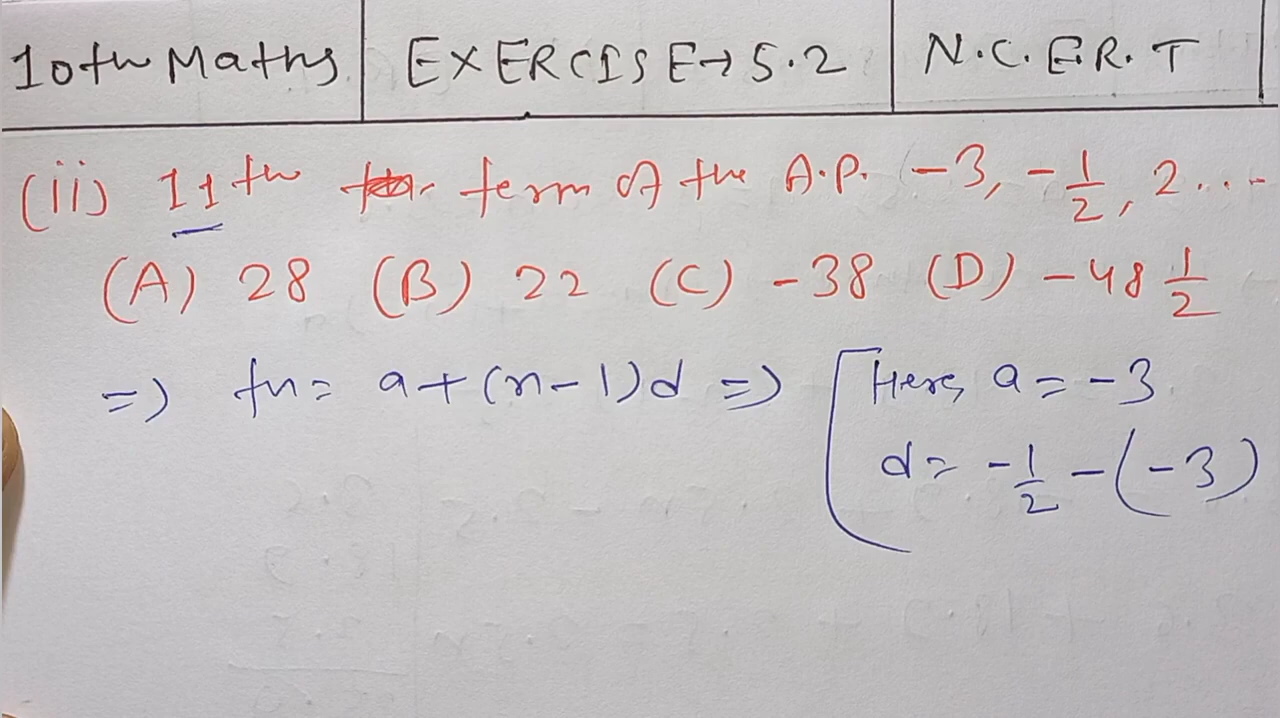 10th Maths EXERCISE→5.2 N.C.E.R.T
(ii) 11th term of the A.P. -3, -1/2, 2...
(A) 28 (B) 22 (C) -38 (D) -48 1/2
=> tn = a+(n-1)d => [Here, a = -3
d = -1/2 -(-3)